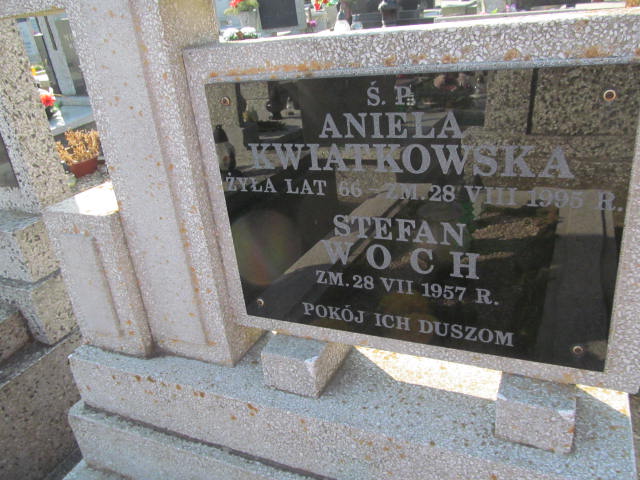 Ś. P.
ANIELA
KWIATKOWSKA
ŻYŁA LAT 66 - ZM. 28 VIII 1995 R.
STEFAN
WOCH
ZM. 28 VII 1957 R.
POKÓJ ICH DUSZOM